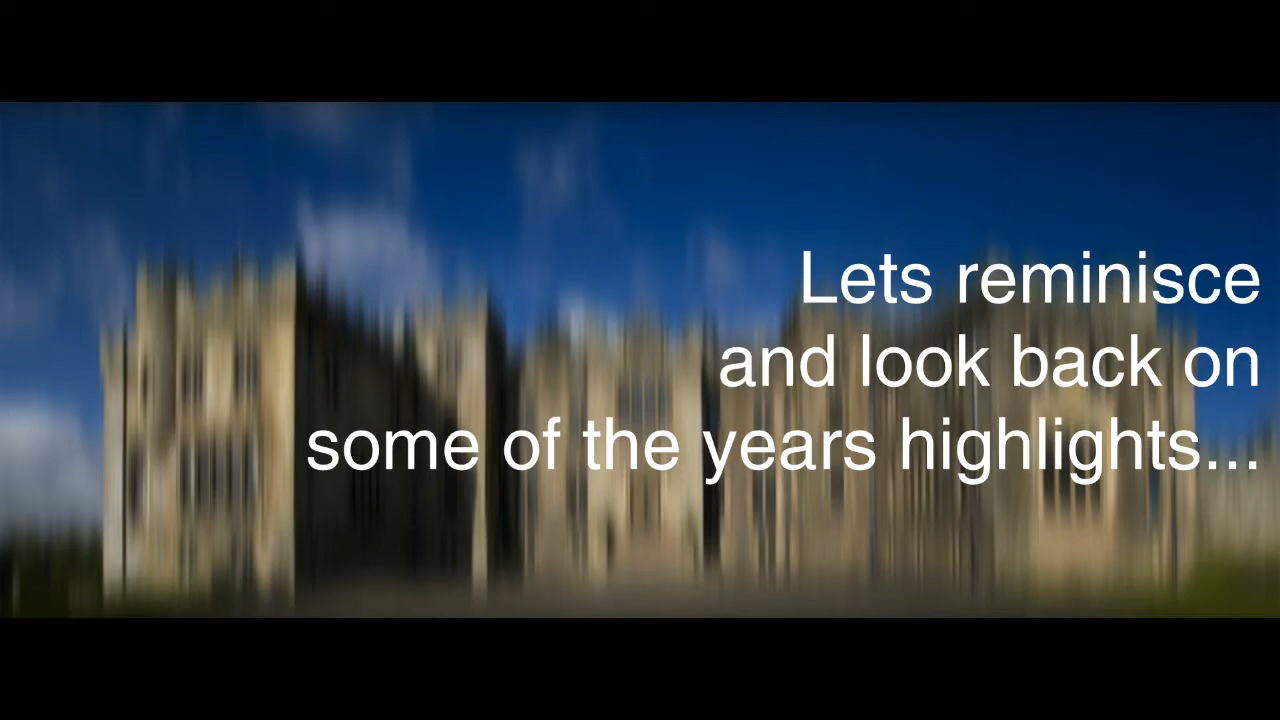 Lets reminisce
and look back on
some of the years highlights...